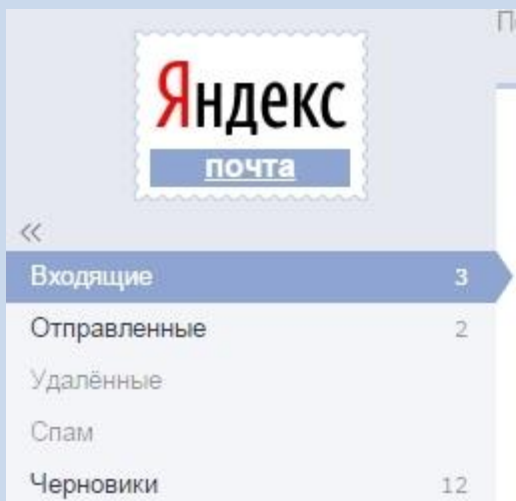 Яндекс
почта
«
Входящие 3
Отправленные 2
Удалённые
Спам
Черновики 12